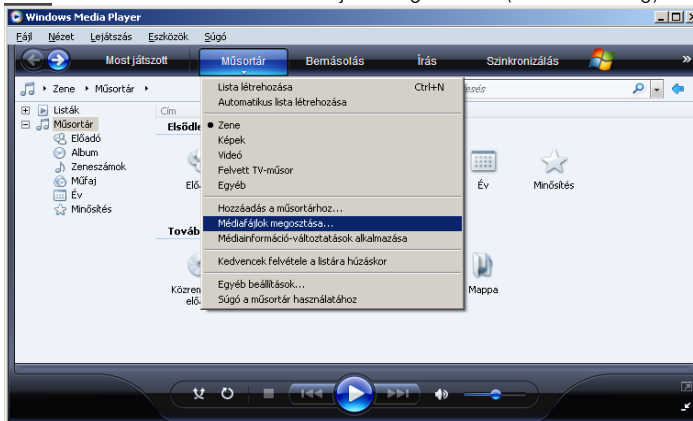 Windows Media Player
Fájl Nézet Lejátszás Eszközök Súgó
Most játszott Műsortár Bemásolás Írás Szinkronizálás »
Zene Műsortár
Listák
Műsortár
Előadó
Album
Zeneszámok
Műfaj
Év
Minősítés
Cím
Lista létrehozása Ctrl+N
Automatikus lista létrehozása
Zene
Képek
Videó
Felvett TV-műsor
Egyéb
Hozzáadás a műsortárhoz...
Médiafájlok megosztása...
Médiainformáció-változtatások alkalmazása
Kedvencek felvétele a listára húzáskor
Egyéb beállítások...
Súgó a műsortár használatához
Év Minősítés
Mappa